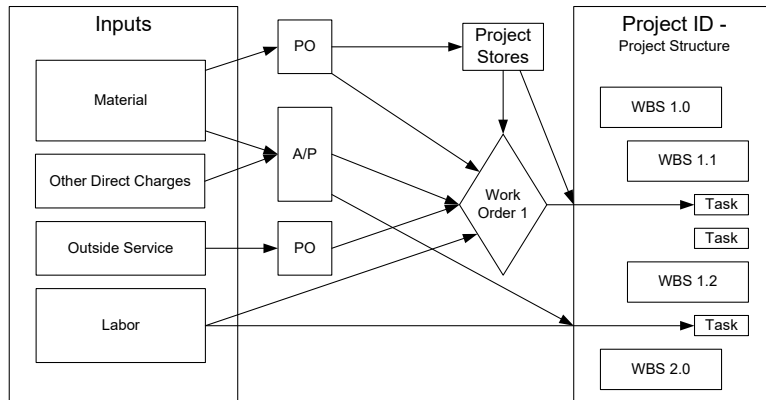 Inputs
Material
Other Direct Charges
Outside Service
Labor
PO
A/P
PO
Project
Stores
Work
Order 1
Project ID -
Project Structure
WBS 1.0
WBS 1.1
Task
Task
WBS 1.2
Task
WBS 2.0